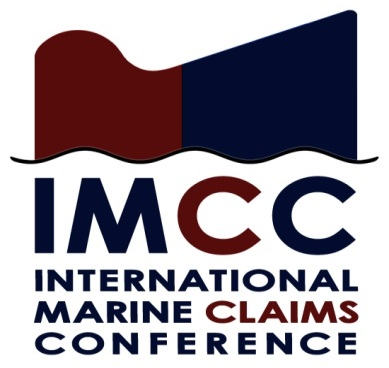 IMCC
INTERNATIONAL
MARINE CLAIMS
CONFERENCE